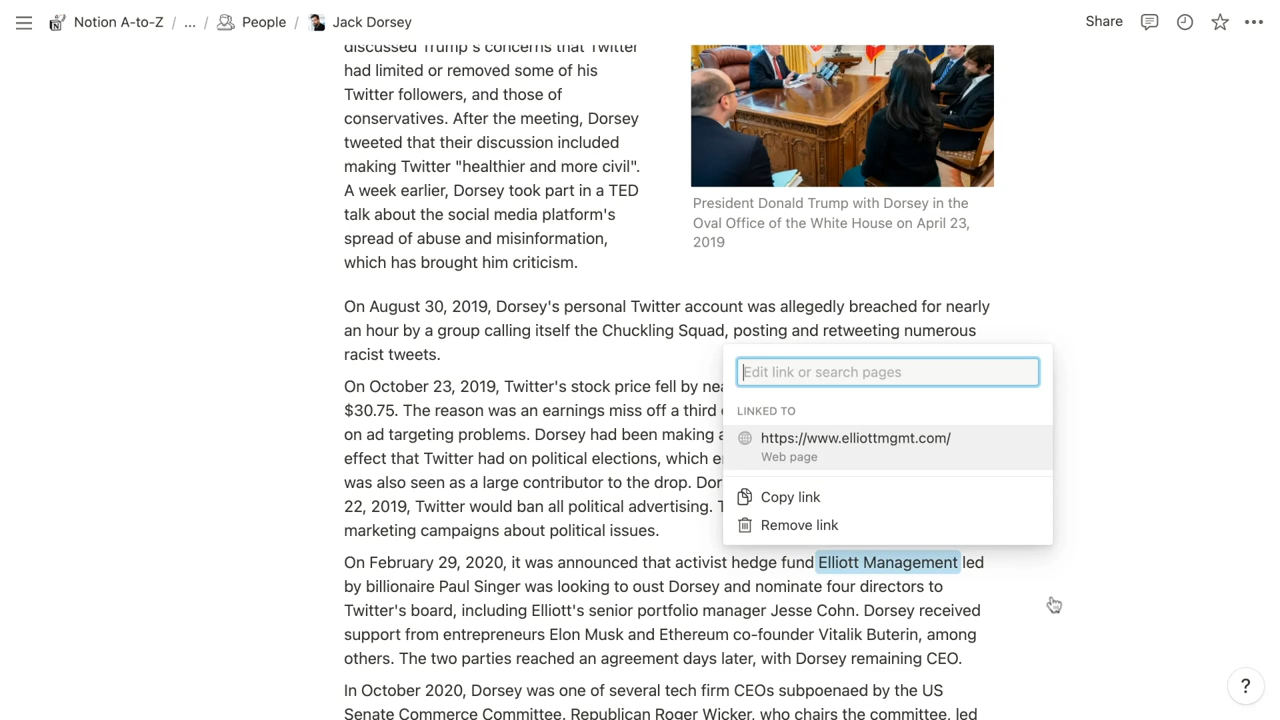 Notion A-to-Z / ... / People / Jack Dorsey
Share
discussed Trump's concerns that Twitter
had limited or removed some of his
Twitter followers, and those of
conservatives. After the meeting, Dorsey
tweeted that their discussion included
making Twitter "healthier and more civil".
A week earlier, Dorsey took part in a TED
talk about the social media platform's
spread of abuse and misinformation,
which has brought him criticism.
President Donald Trump with Dorsey in the
Oval Office of the White House on April 23,
2019
On August 30, 2019, Dorsey's personal Twitter account was allegedly breached for nearly
an hour by a group calling itself the Chuckling Squad, posting and retweeting numerous
racist tweets.
On October 23, 2019, Twitter's stock price fell by
$30.75. The reason was an earnings miss off a third
on ad targeting problems. Dorsey had been making
effect that Twitter had on political elections, which
was also seen as a large contributor to the drop.
22, 2019, Twitter would ban all political advertising.
marketing campaigns about political issues.
Edit link or search pages
LINKED TO
https://www.elliottmgmt.com/
Web page
Copy link
Remove link
On February 29, 2020, it was announced that activist hedge fund Elliott Management led
by billionaire Paul Singer was looking to oust Dorsey and nominate four directors to
Twitter's board, including Elliott's senior portfolio manager Jesse Cohn. Dorsey received
support from entrepreneurs Elon Musk and Ethereum co-founder Vitalik Buterin, among
others. The two parties reached an agreement days later, with Dorsey remaining CEO.
In October 2020, Dorsey was one of several tech firm CEOs subpoenaed by the US
Senate Commerce Committee. Republican Roger Wicker, who chairs the committee, led
?